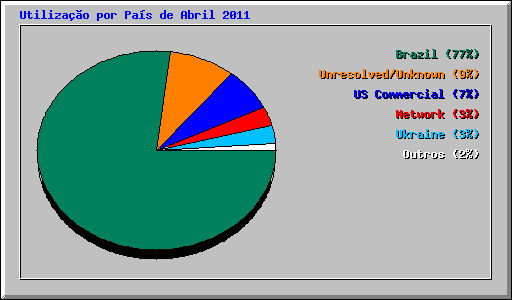 Utilização por País de Abril 2011
Brazil (77%)
Unresolved/Unknown (9%)
US Commercial (7%)
Network (3%)
Ukraine (3%)
Outros (2%)